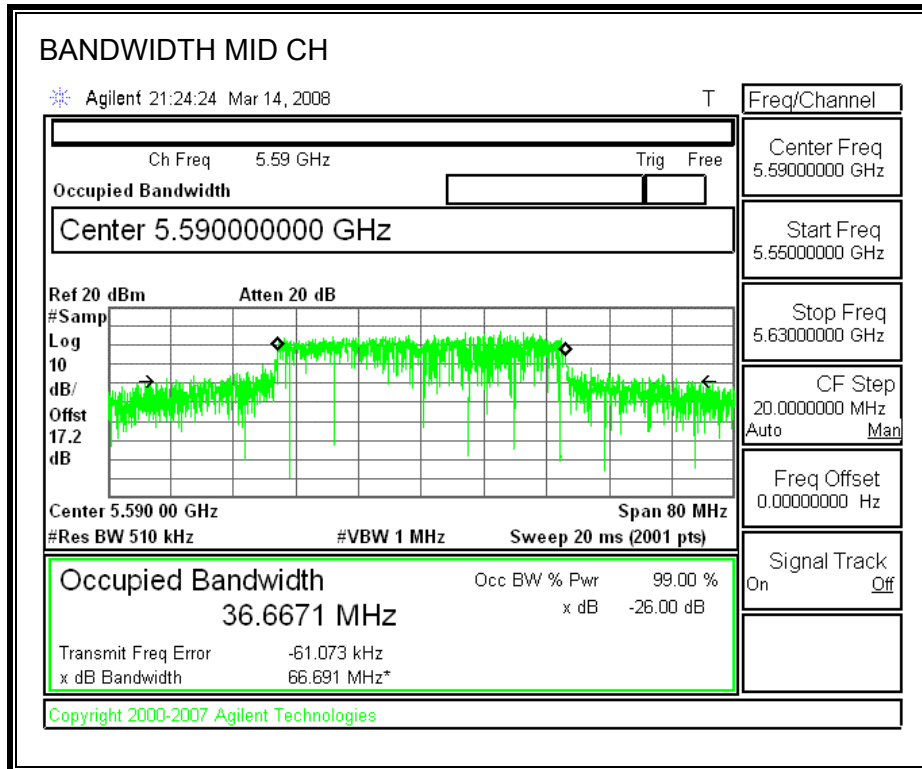 BANDWIDTH MID CH
Agilent 21:24:24 Mar 14, 2008 T
Freq/Channel
Ch Freq 5.59 GHz Trig Free
Occupied Bandwidth
Center 5.590000000 GHz
Center Freq
5.59000000 GHz
Start Freq
5.55000000 GHz
Stop Freq
5.63000000 GHz
CF Step
20.0000000 MHz
Auto Man
Freq Offset
0.00000000 Hz
Signal Track
On Off
Ref 20 dBm Atten 20 dB
#Samp
Log
10
dB/
Offst
17.2
dB
Center 5.590 00 GHz Span 80 MHz
#Res BW 510 kHz #VBW 1 MHz Sweep 20 ms (2001 pts)
Occupied Bandwidth Occ BW % Pwr 99.00 %
36.6671 MHz x dB -26.00 dB
Transmit Freq Error -61.073 kHz
x dB Bandwidth 66.691 MHz*
Copyright 2000-2007 Agilent Technologies